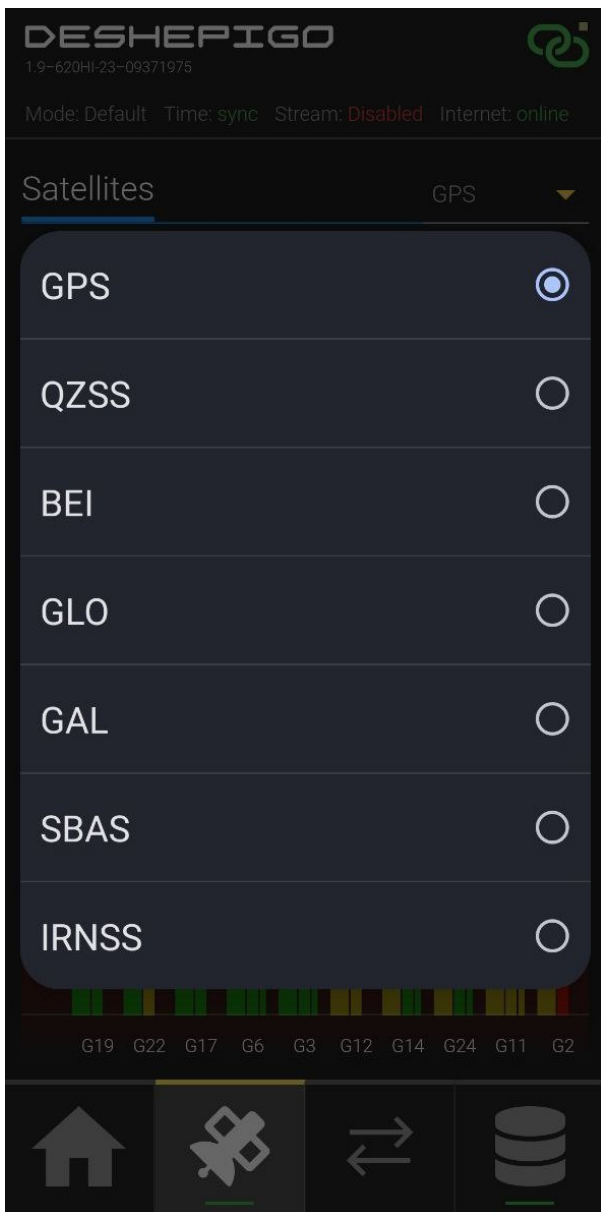 DESHEPIGO
1.9-620HI-23-09371975
Mode: Default Time: sync Stream: Disabled Internet: online
Satellites GPS
GPS
QZSS
BEI
GLO
GAL
SBAS
IRNSS
G19 G22 G17 G6 G3 G12 G14 G24 G11 G2